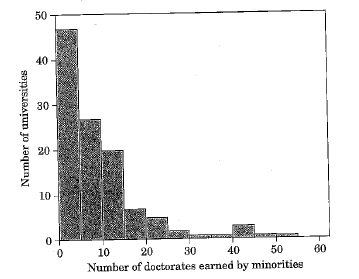 50
40
30
20
10
0
Number of universities
0 10 20 30 40 50 60
Number of doctorates earned by minorities